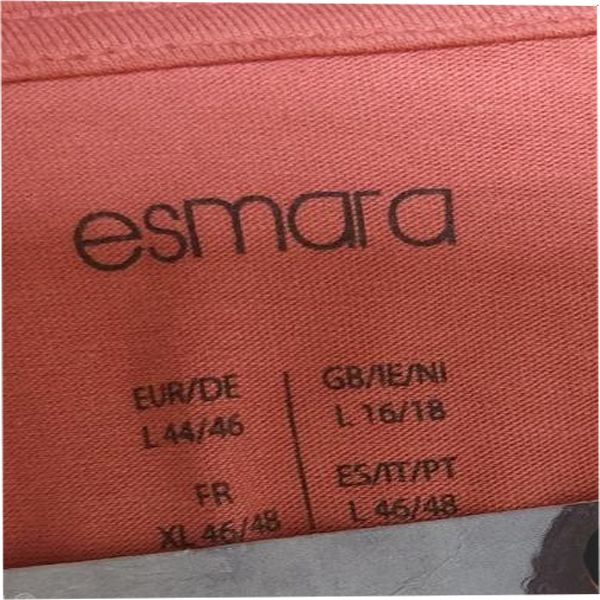 esmara
EUR/DE
L 44/46
GB/IE/NI
L 16/18
FR
XL 46/48
ES/IT/PT
L 46/48